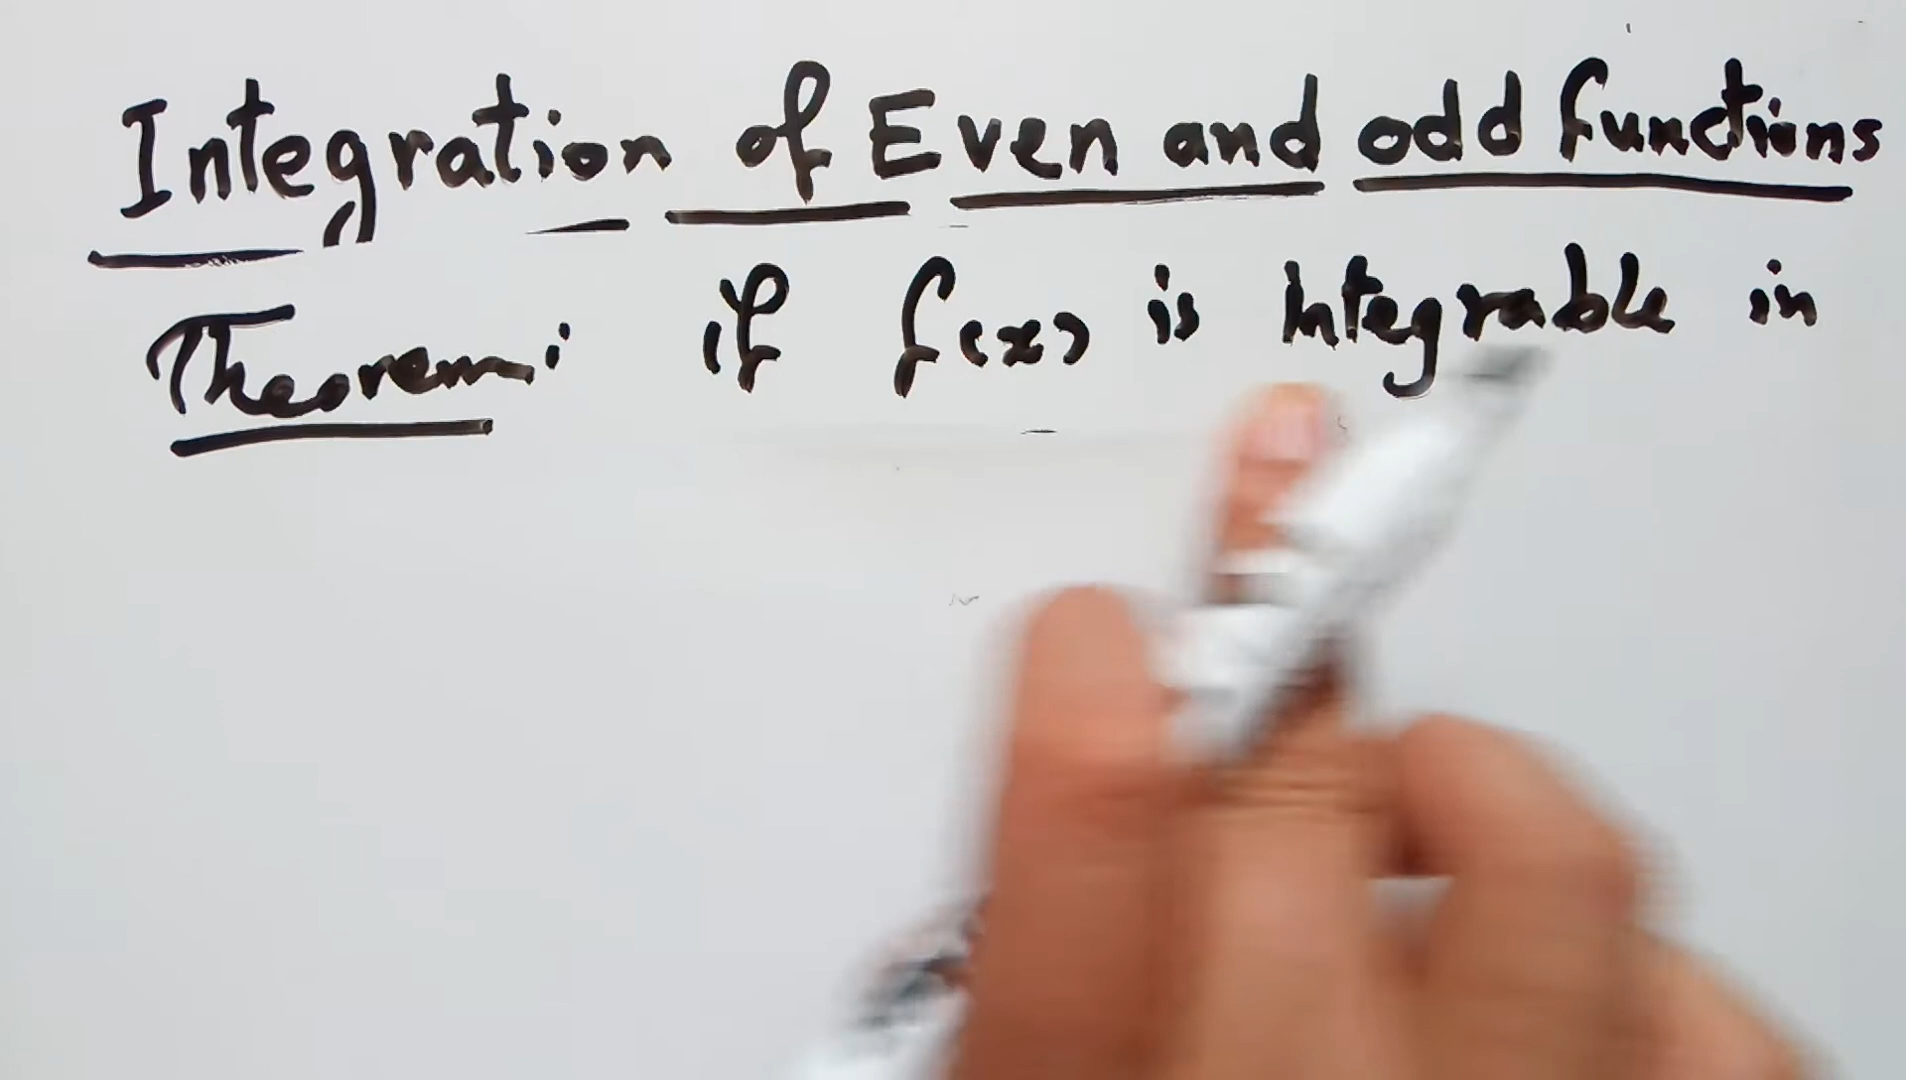 Integration of Even and odd functions
Theorem: if f(x) is integrable in